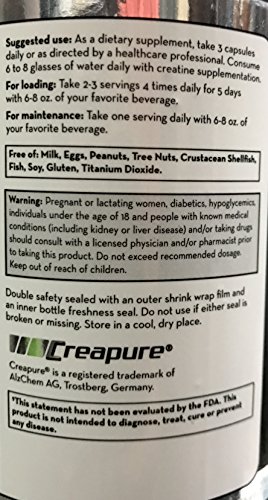 Suggested use: As a dietary supplement, take 3 capsules
daily or as directed by a healthcare professional. Consume
6 to 8 glasses of water daily with creatine supplementation.
For loading: Take 2-3 servings 4 times daily for 5 days
with 6-8 oz. of your favorite beverage.
For maintenance: Take one serving daily with 6-8 oz. of
your favorite beverage.
Free of: Milk, Eggs, Peanuts, Tree Nuts, Crustacean Shellfish,
Fish, Soy, Gluten, Titanium Dioxide.
Warning: Pregnant or lactating women, diabetics, hypoglycemics,
individuals under the age of 18 and people with known medical
conditions (including kidney or liver disease) and/or taking drugs
should consult with a licensed physician and/or pharmacist prior
to taking this product. Do not exceed recommended dosage.
Keep out of reach of children.
Double safety sealed with an outer shrink wrap film and
an inner bottle freshness seal. Do not use if either seal is
broken or missing. Store in a cool, dry place.
Creapure®
Creapure® is a registered trademark of
AlzChem AG, Trostberg, Germany.
†This statement has not been evaluated by the FDA. This
product is not intended to diagnose, treat, cure or prevent
any disease.